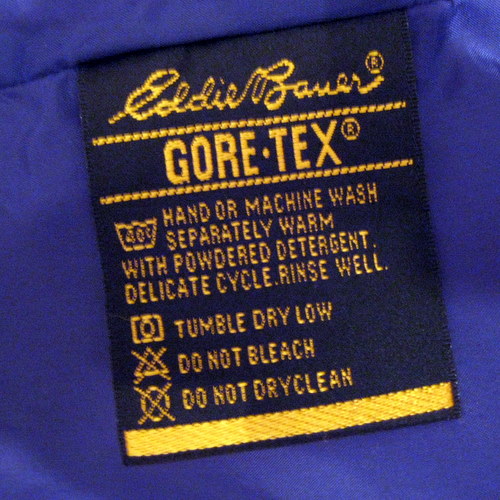 Eddie Bauer®
GORE·TEX®
40° HAND OR MACHINE WASH
SEPARATELY WARM
WITH POWDERED DETERGENT.
DELICATE CYCLE.RINSE WELL.
TUMBLE DRY LOW
DO NOT BLEACH
DO NOT DRYCLEAN